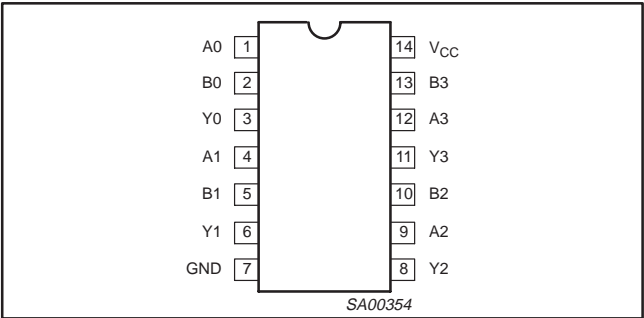 A0 1 14 VCC
B0 2 13 B3
Y0 3 12 A3
A1 4 11 Y3
B1 5 10 B2
Y1 6 9 A2
GND 7 8 Y2
SA00354